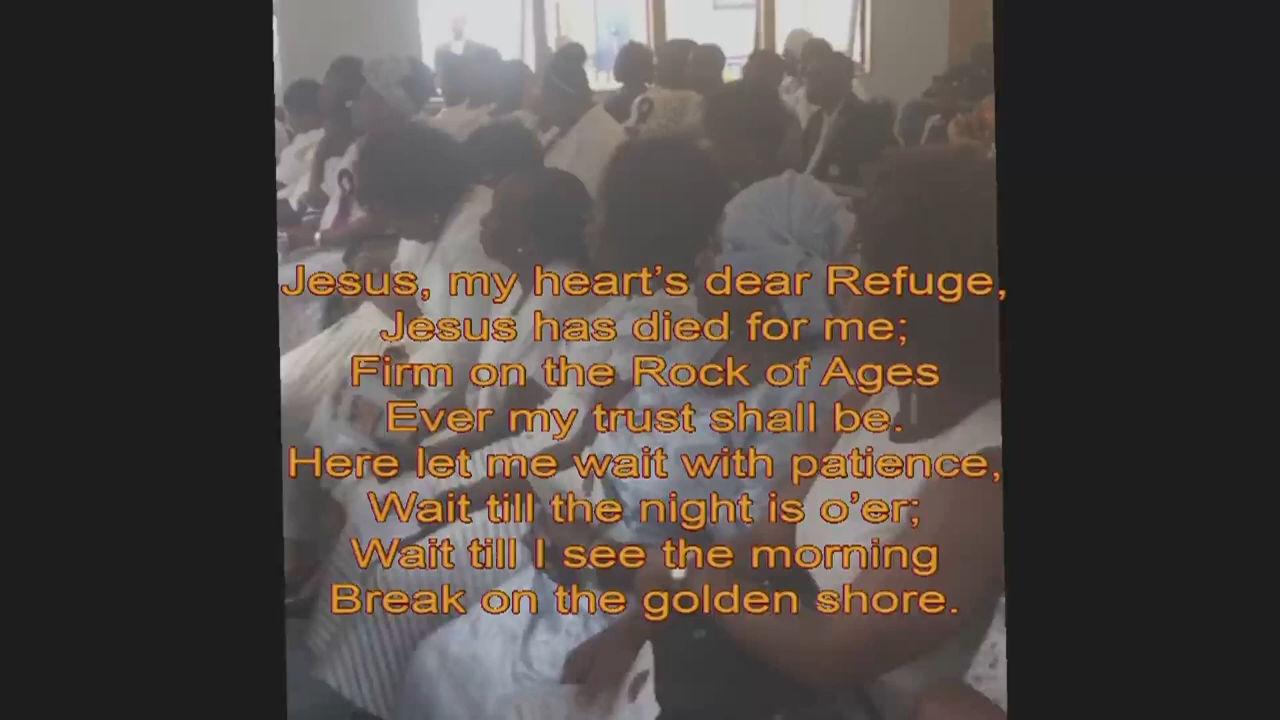 Jesus, my heart’s dear Refuge,
Jesus has died for me;
Firm on the Rock of Ages
Ever my trust shall be.
Here let me wait with patience,
Wait till the night is o’er;
Wait till I see the morning
Break on the golden shore.